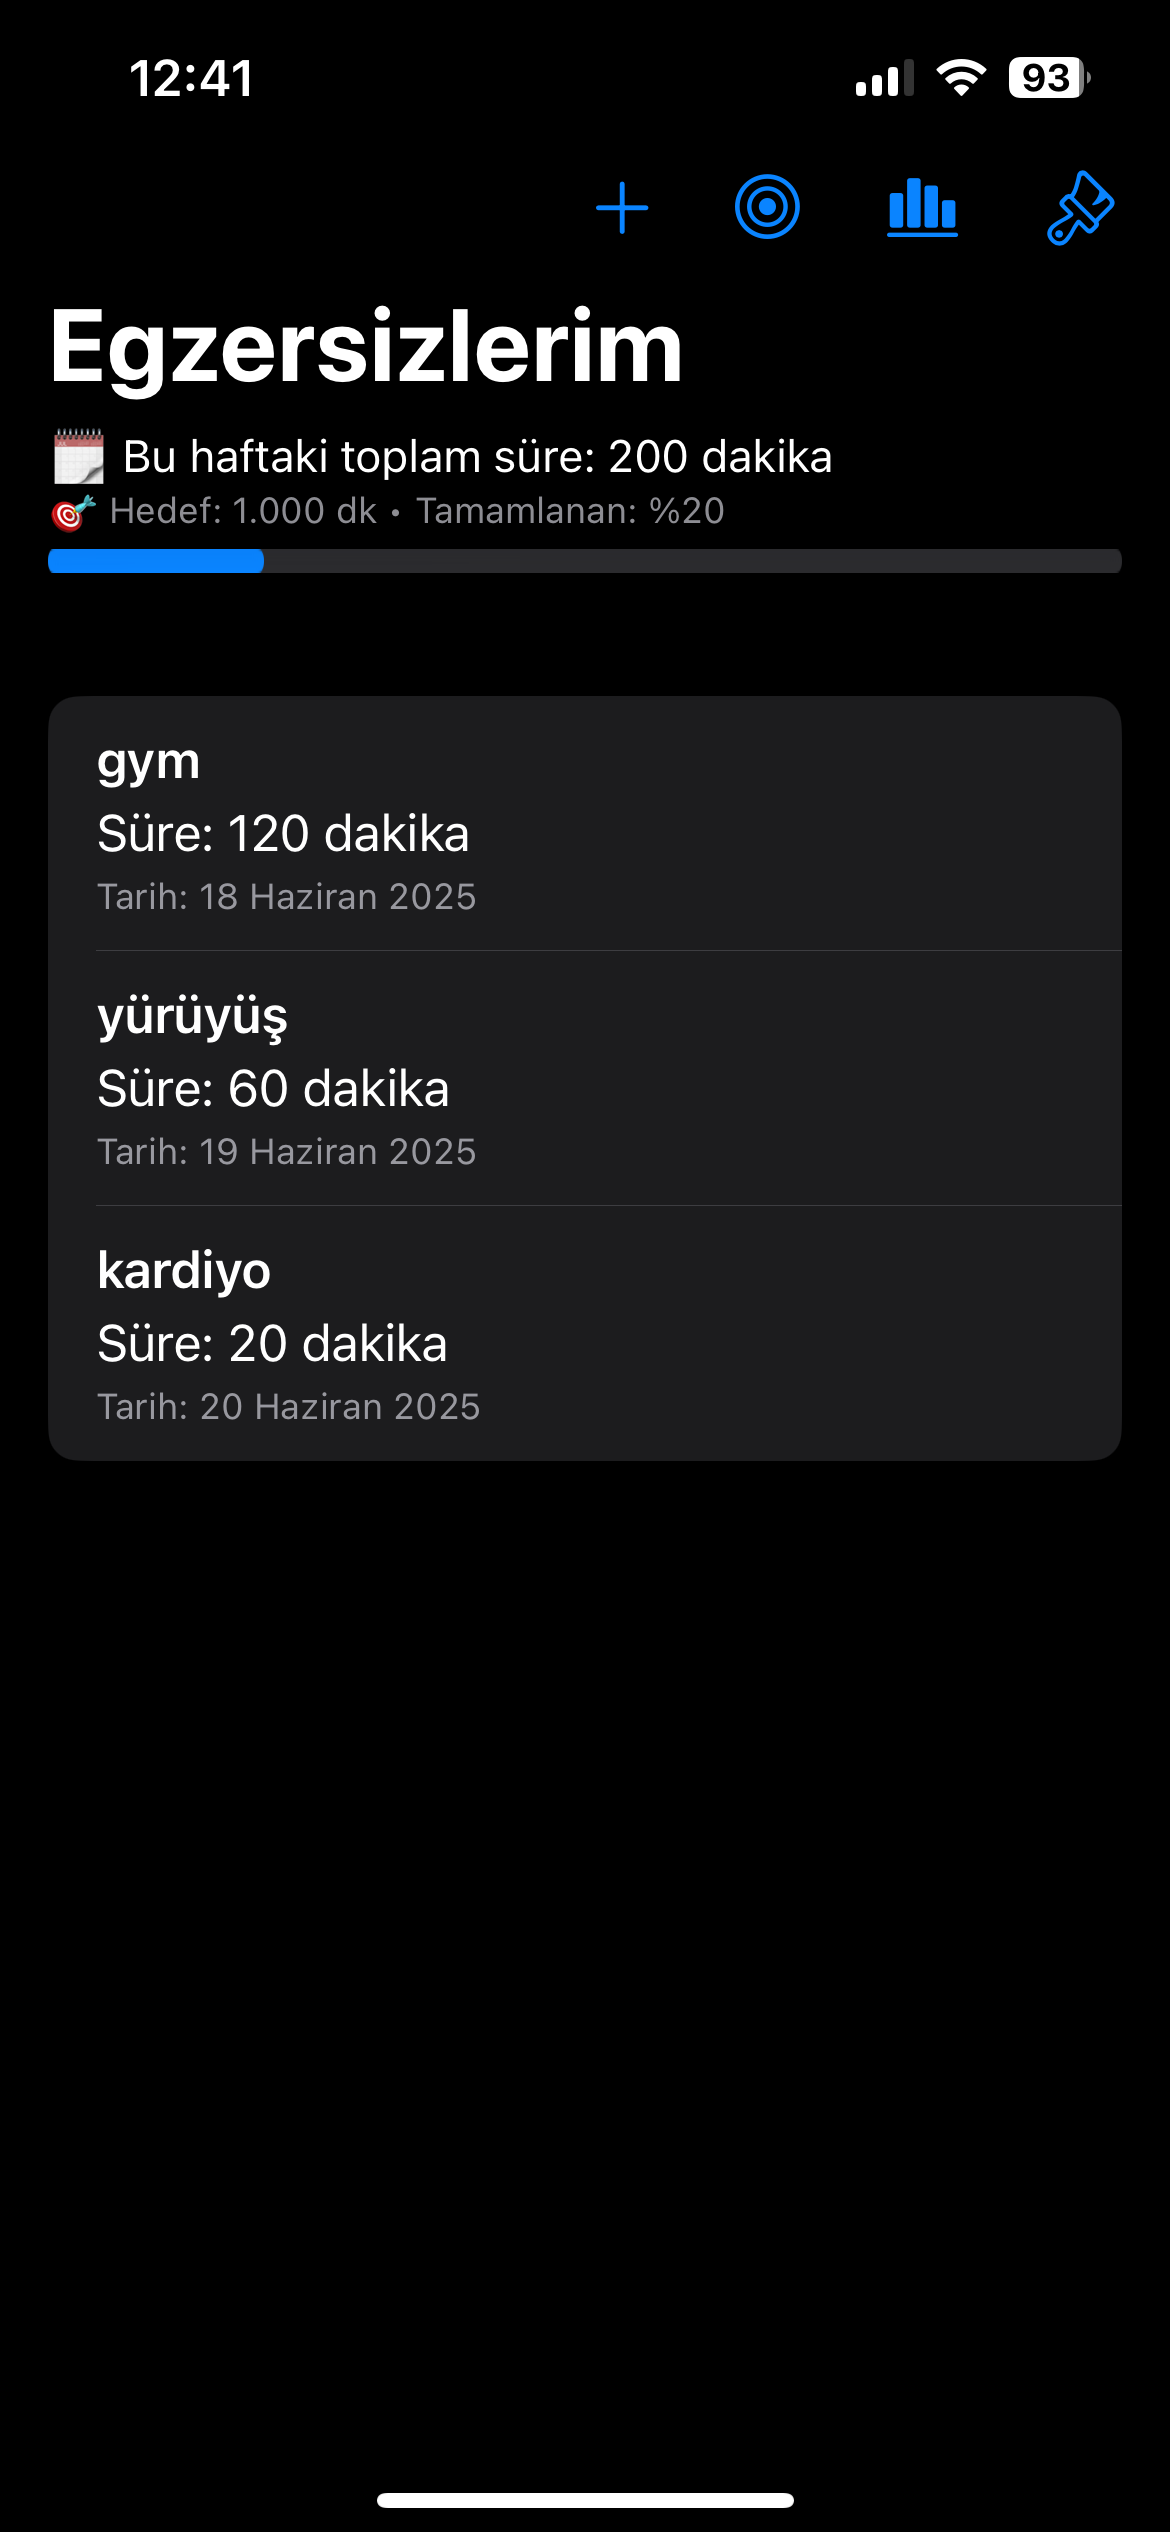 12:41
93
Egzersizlerim
Bu haftaki toplam süre: 200 dakika
Hedef: 1.000 dk • Tamamlanan: %20
gym
Süre: 120 dakika
Tarih: 18 Haziran 2025
yürüyüş
Süre: 60 dakika
Tarih: 19 Haziran 2025
kardiyo
Süre: 20 dakika
Tarih: 20 Haziran 2025